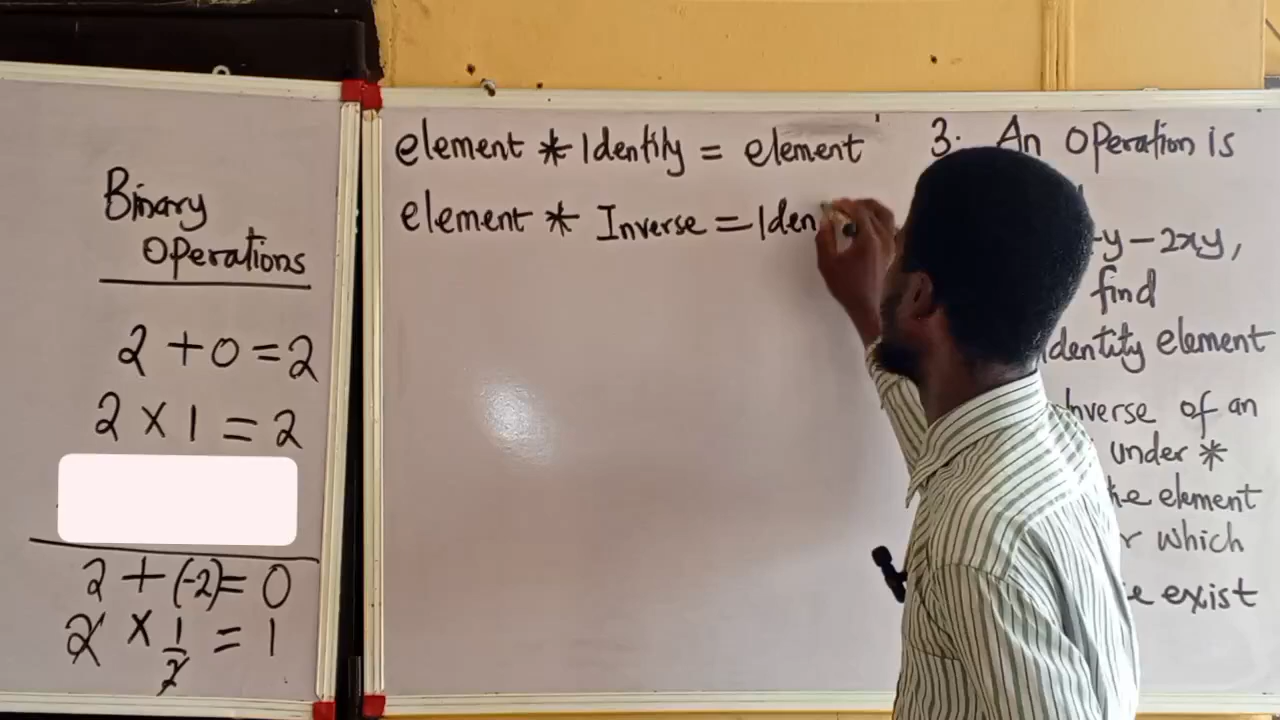 Binary
Operations
2 + 0 = 2
2 × 1 = 2
2 + (-2) = 0
2 × 1/2 = 1
element * Identity = element
element * Inverse = Iden
3. An Operation is
y - 2xy,
find
identity element
Inverse of an
under *
the element
which
exist